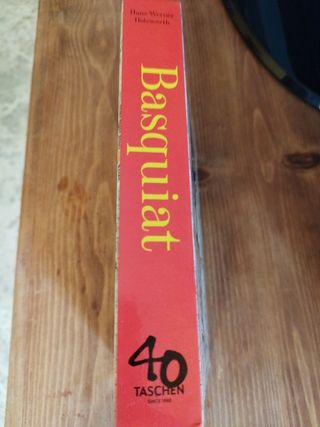 Hans Werner
Holzwarth
Basquiat
40
TASCHEN
SINCE 1980